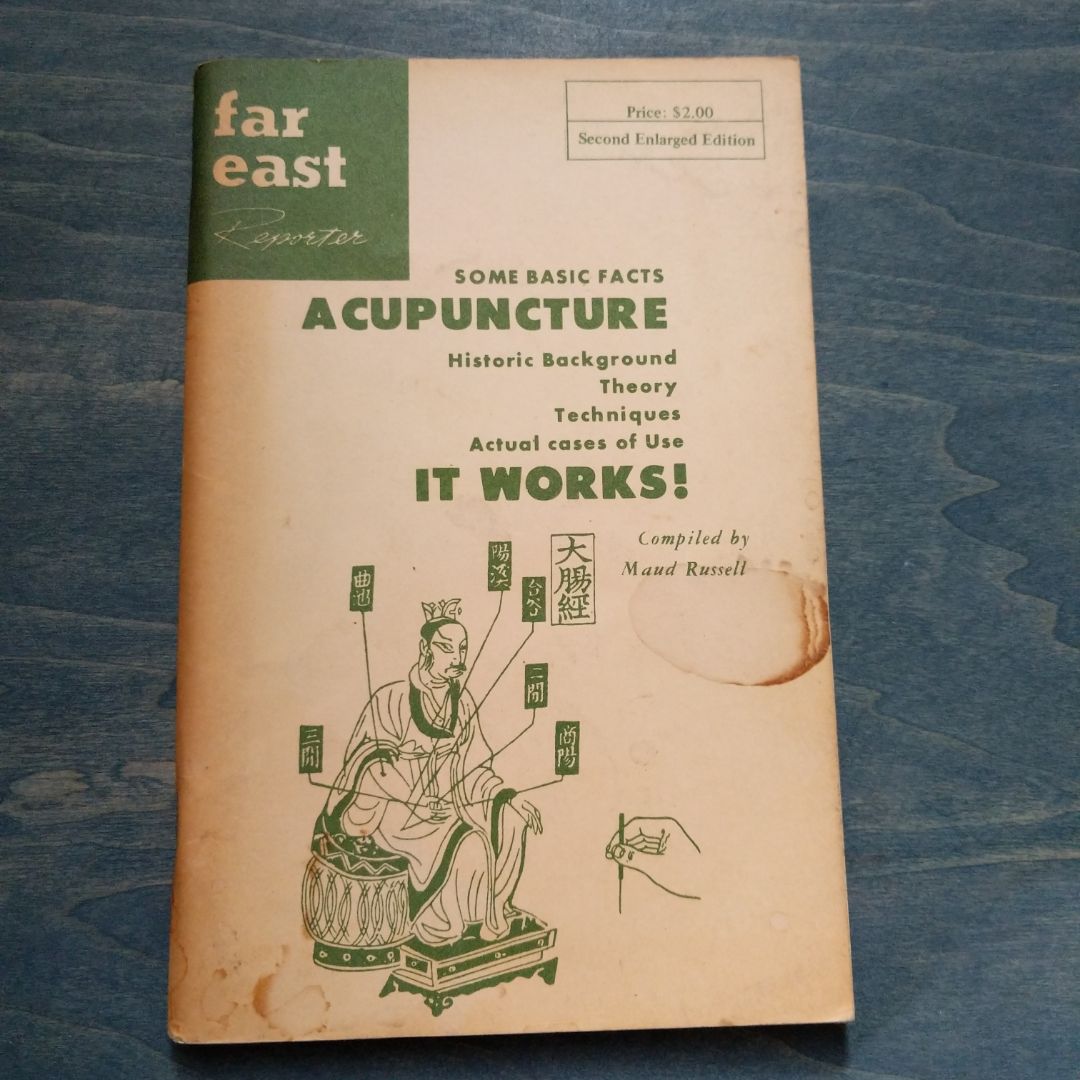 far
east
Reporter
Price: $2.00
Second Enlarged Edition
SOME BASIC FACTS
ACUPUNCTURE
Historic Background
Theory
Techniques
Actual cases of Use
IT WORKS!
Compiled by
Maud Russell
大腸經
陽谿
合谷
曲池
二間
三間
商陽